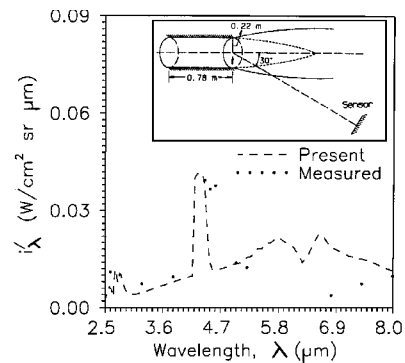 0.09
0.06
0.03
0.00
i'λ (W/cm² sr μm)
0.22 m
30°
0.78 m
Sensor
Present
Measured
2.5 3.6 4.7 5.8 6.9 8.0
Wavelength, λ (μm)